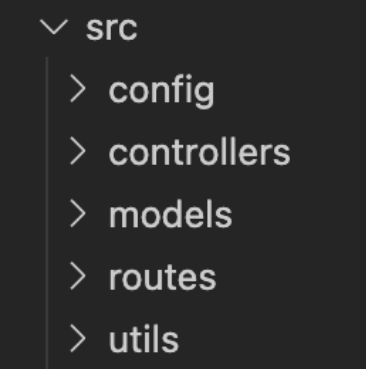 src
config
controllers
models
routes
utils